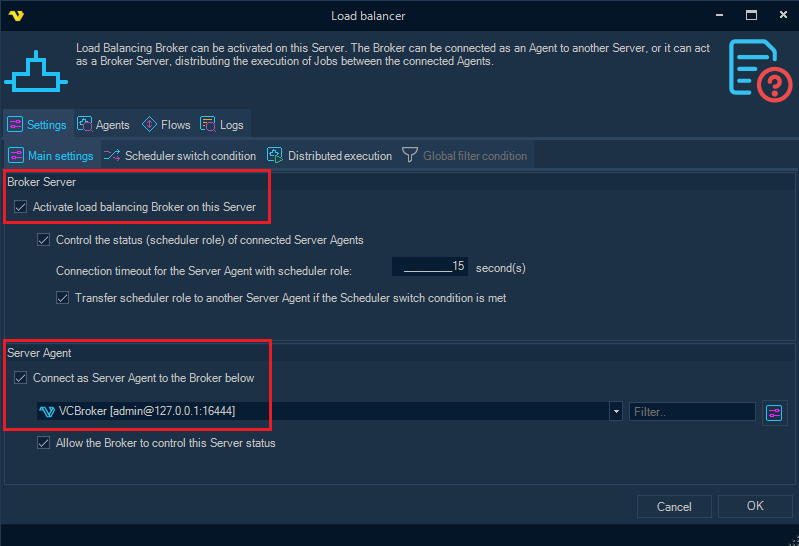 Load balancer
Load Balancing Broker can be activated on this Server. The Broker can be connected as an Agent to another Server, or it can act
as a Broker Server, distributing the execution of Jobs between the connected Agents.
Settings Agents Flows Logs
Main settings Scheduler switch condition Distributed execution Global filter condition
Broker Server
Activate load balancing Broker on this Server
Control the status (scheduler role) of connected Server Agents
Connection timeout for the Server Agent with scheduler role: ________15 second(s)
Transfer scheduler role to another Server Agent if the Scheduler switch condition is met
Server Agent
Connect as Server Agent to the Broker below
VCBroker [admin@127.0.0.1:16444] Filter..
Allow the Broker to control this Server status
Cancel OK